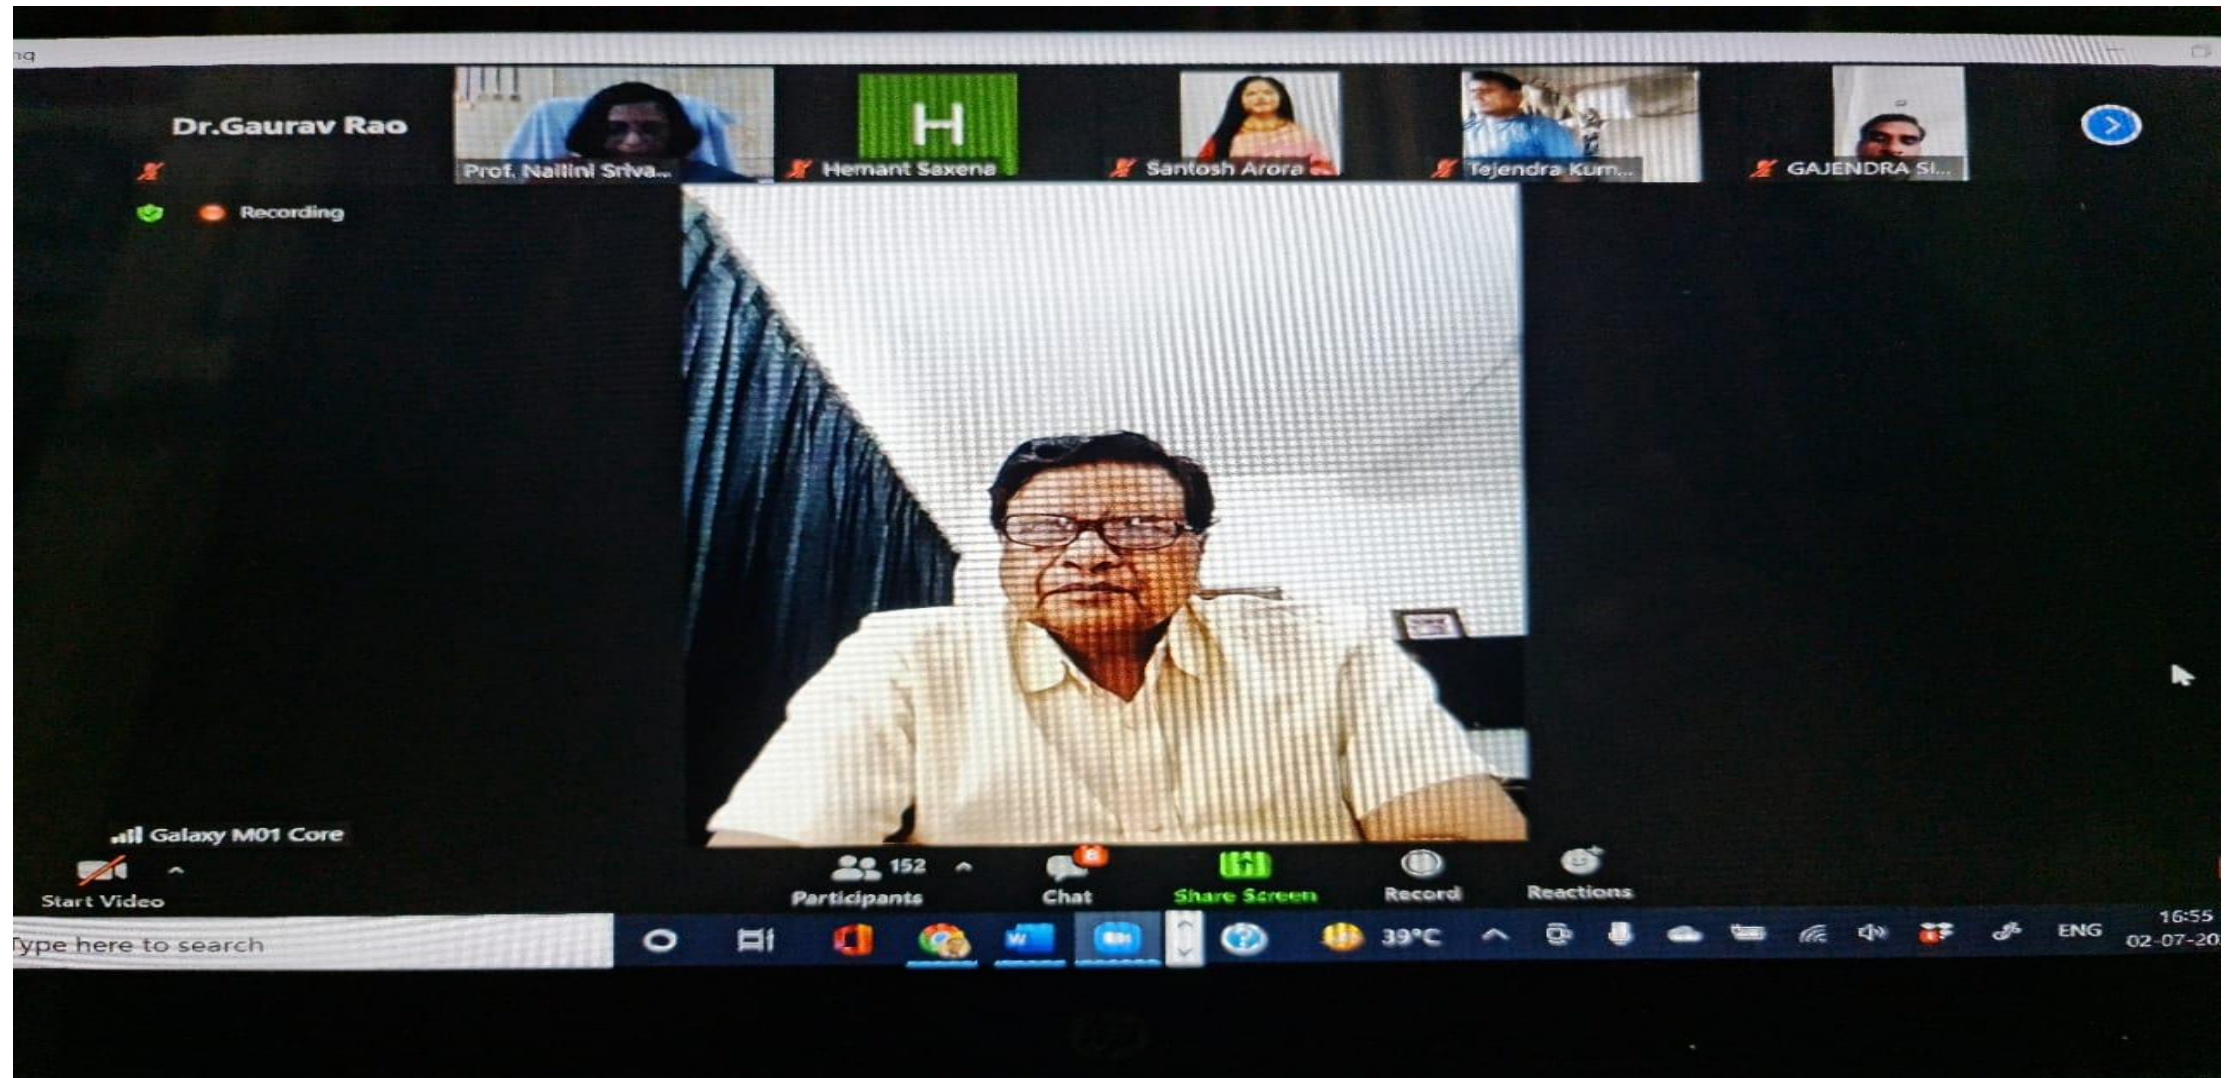 ng
Dr.Gaurav Rao
Prof. Nalini Sriva...
Hemant Saxena
H
Santosh Arora
Tejendra Kum...
GAJENDRA SI...
Recording
Galaxy M01 Core
Start Video
152
Participants
Chat
Share Screen
Record
Reactions
Type here to search
W
39°C
ENG
16:55
02-07-20
hp